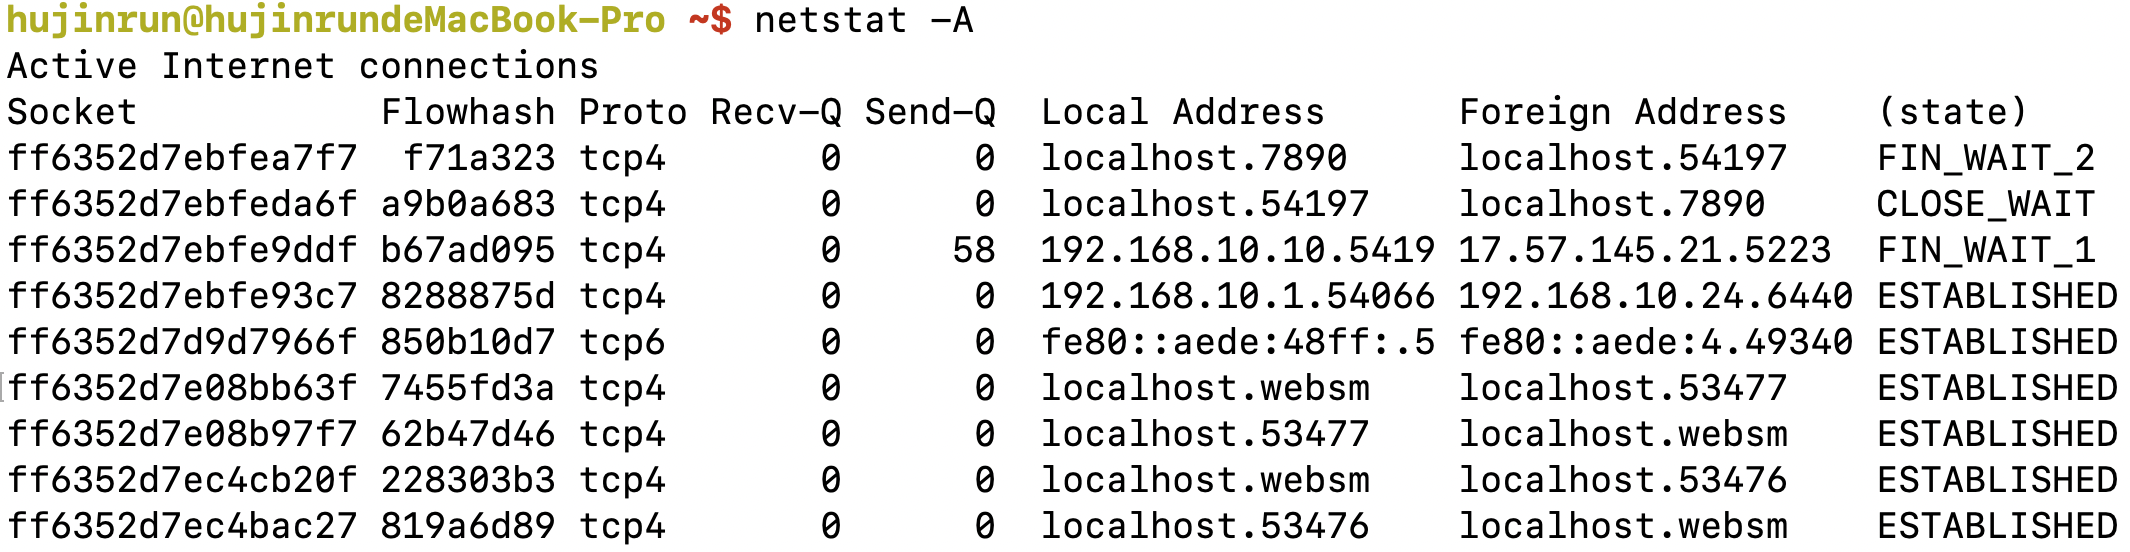 hujinrun@hujinrundeMacBook-Pro ~$ netstat -A
Active Internet connections
Socket           Flowhash Proto Recv-Q Send-Q  Local Address      Foreign Address    (state)
ff6352d7ebfea7f7  f71a323 tcp4       0      0  localhost.7890     localhost.54197    FIN_WAIT_2
ff6352d7ebfeda6f a9b0a683 tcp4       0      0  localhost.54197    localhost.7890     CLOSE_WAIT
ff6352d7ebfe9ddf b67ad095 tcp4       0     58  192.168.10.10.5419 17.57.145.21.5223  FIN_WAIT_1
ff6352d7ebfe93c7 8288875d tcp4       0      0  192.168.10.1.54066 192.168.10.24.6440 ESTABLISHED
ff6352d7d9d7966f 850b10d7 tcp6       0      0  fe80::aede:48ff:.5 fe80::aede:4.49340 ESTABLISHED
ff6352d7e08bb63f 7455fd3a tcp4       0      0  localhost.websm    localhost.53477    ESTABLISHED
ff6352d7e08b97f7 62b47d46 tcp4       0      0  localhost.53477    localhost.websm    ESTABLISHED
ff6352d7ec4cb20f 228303b3 tcp4       0      0  localhost.websm    localhost.53476    ESTABLISHED
ff6352d7ec4bac27 819a6d89 tcp4       0      0  localhost.53476    localhost.websm    ESTABLISHED